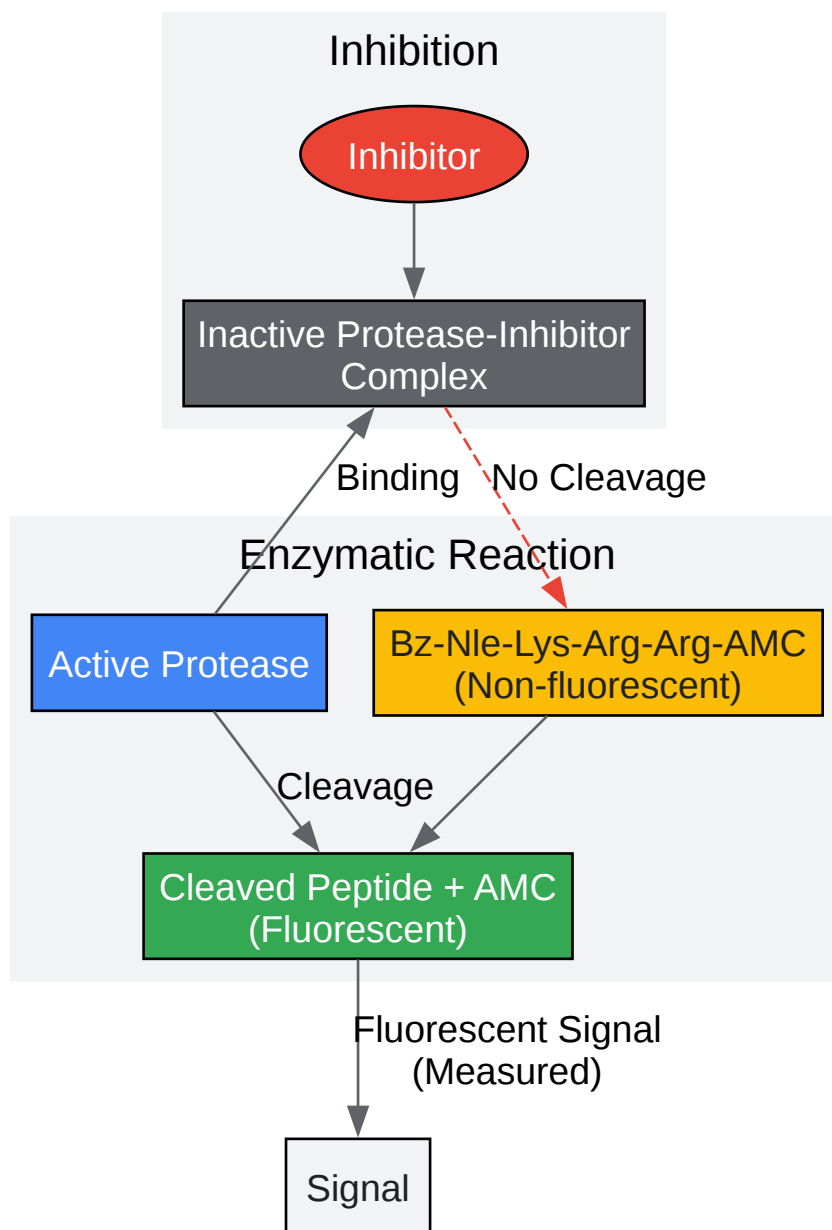 Inhibition
Inhibitor
Inactive Protease-Inhibitor
Complex
Binding
No Cleavage
Enzymatic Reaction
Active Protease
Bz-Nle-Lys-Arg-Arg-AMC
(Non-fluorescent)
Cleavage
Cleaved Peptide + AMC
(Fluorescent)
Fluorescent Signal
(Measured)
Signal